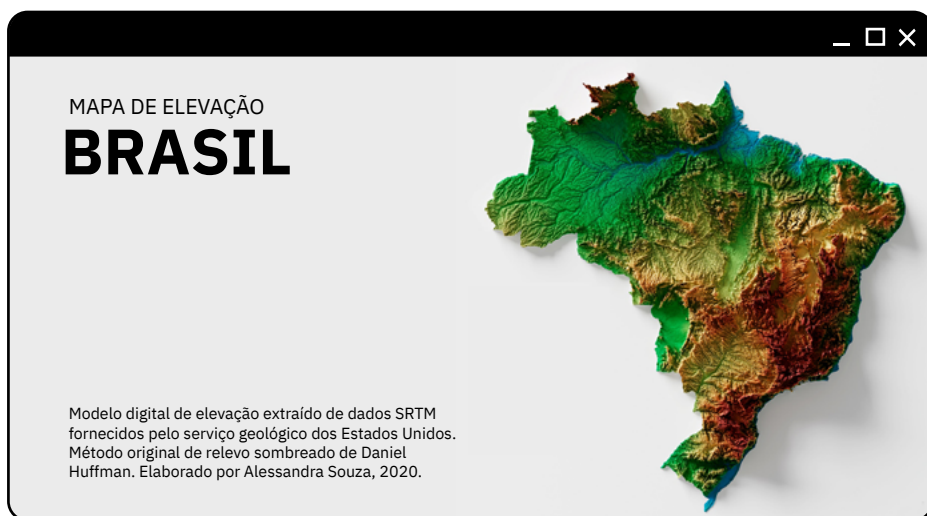 MAPA DE ELEVAÇÃO
BRASIL
Modelo digital de elevação extraído de dados SRTM
fornecidos pelo serviço geológico dos Estados Unidos.
Método original de relevo sombreado de Daniel
Huffman. Elaborado por Alessandra Souza, 2020.